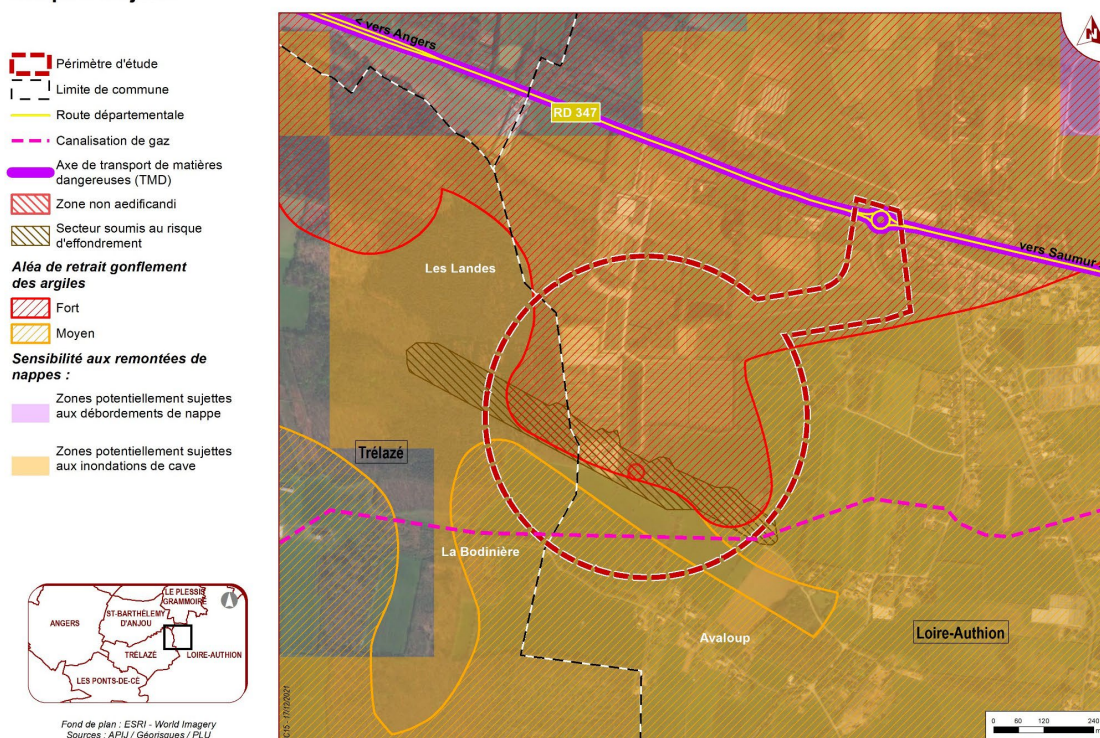 Périmètre d'étude
Limite de commune
Route départementale
Canalisation de gaz
Axe de transport de matières
dangereuses (TMD)
Zone non aedificandi
Secteur soumis au risque
d'effondrement
Aléa de retrait gonflement
des argiles
Fort
Moyen
Sensibilité aux remontées de
nappes :
Zones potentiellement sujettes
aux débordements de nappe
Zones potentiellement sujettes
aux inondations de cave
< vers Angers
N
RD 347
vers Saumur >
Les Landes
Trélazé
La Bodinière
Avaloup
Loire-Authion
LE PLESSIS
GRAMMOIRE
ST-BARTHÉLEMY
D'ANJOU
ANGERS
TRÉLAZÉ
LOIRE-AUTHION
LES PONTS-DE-CÉ
0 60 120 240
m
Fond de plan : ESRI - World Imagery
Sources : APIJ / Géorisques / PLU